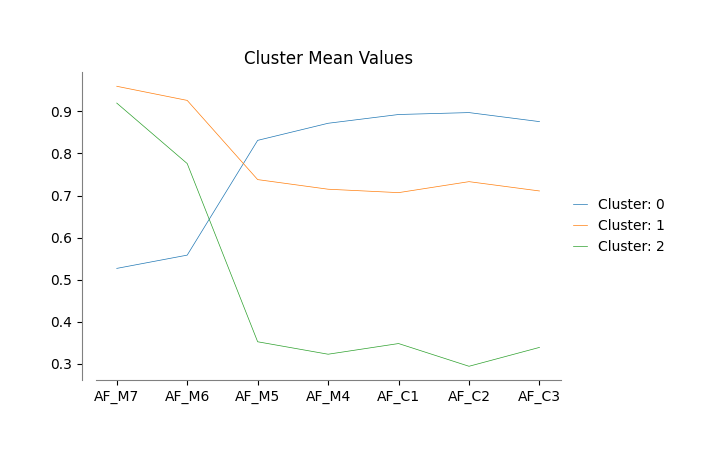 Cluster Mean Values
0.9
0.8
0.7
0.6
0.5
0.4
0.3
AF_M7 AF_M6 AF_M5 AF_M4 AF_C1 AF_C2 AF_C3
Cluster: 0
Cluster: 1
Cluster: 2